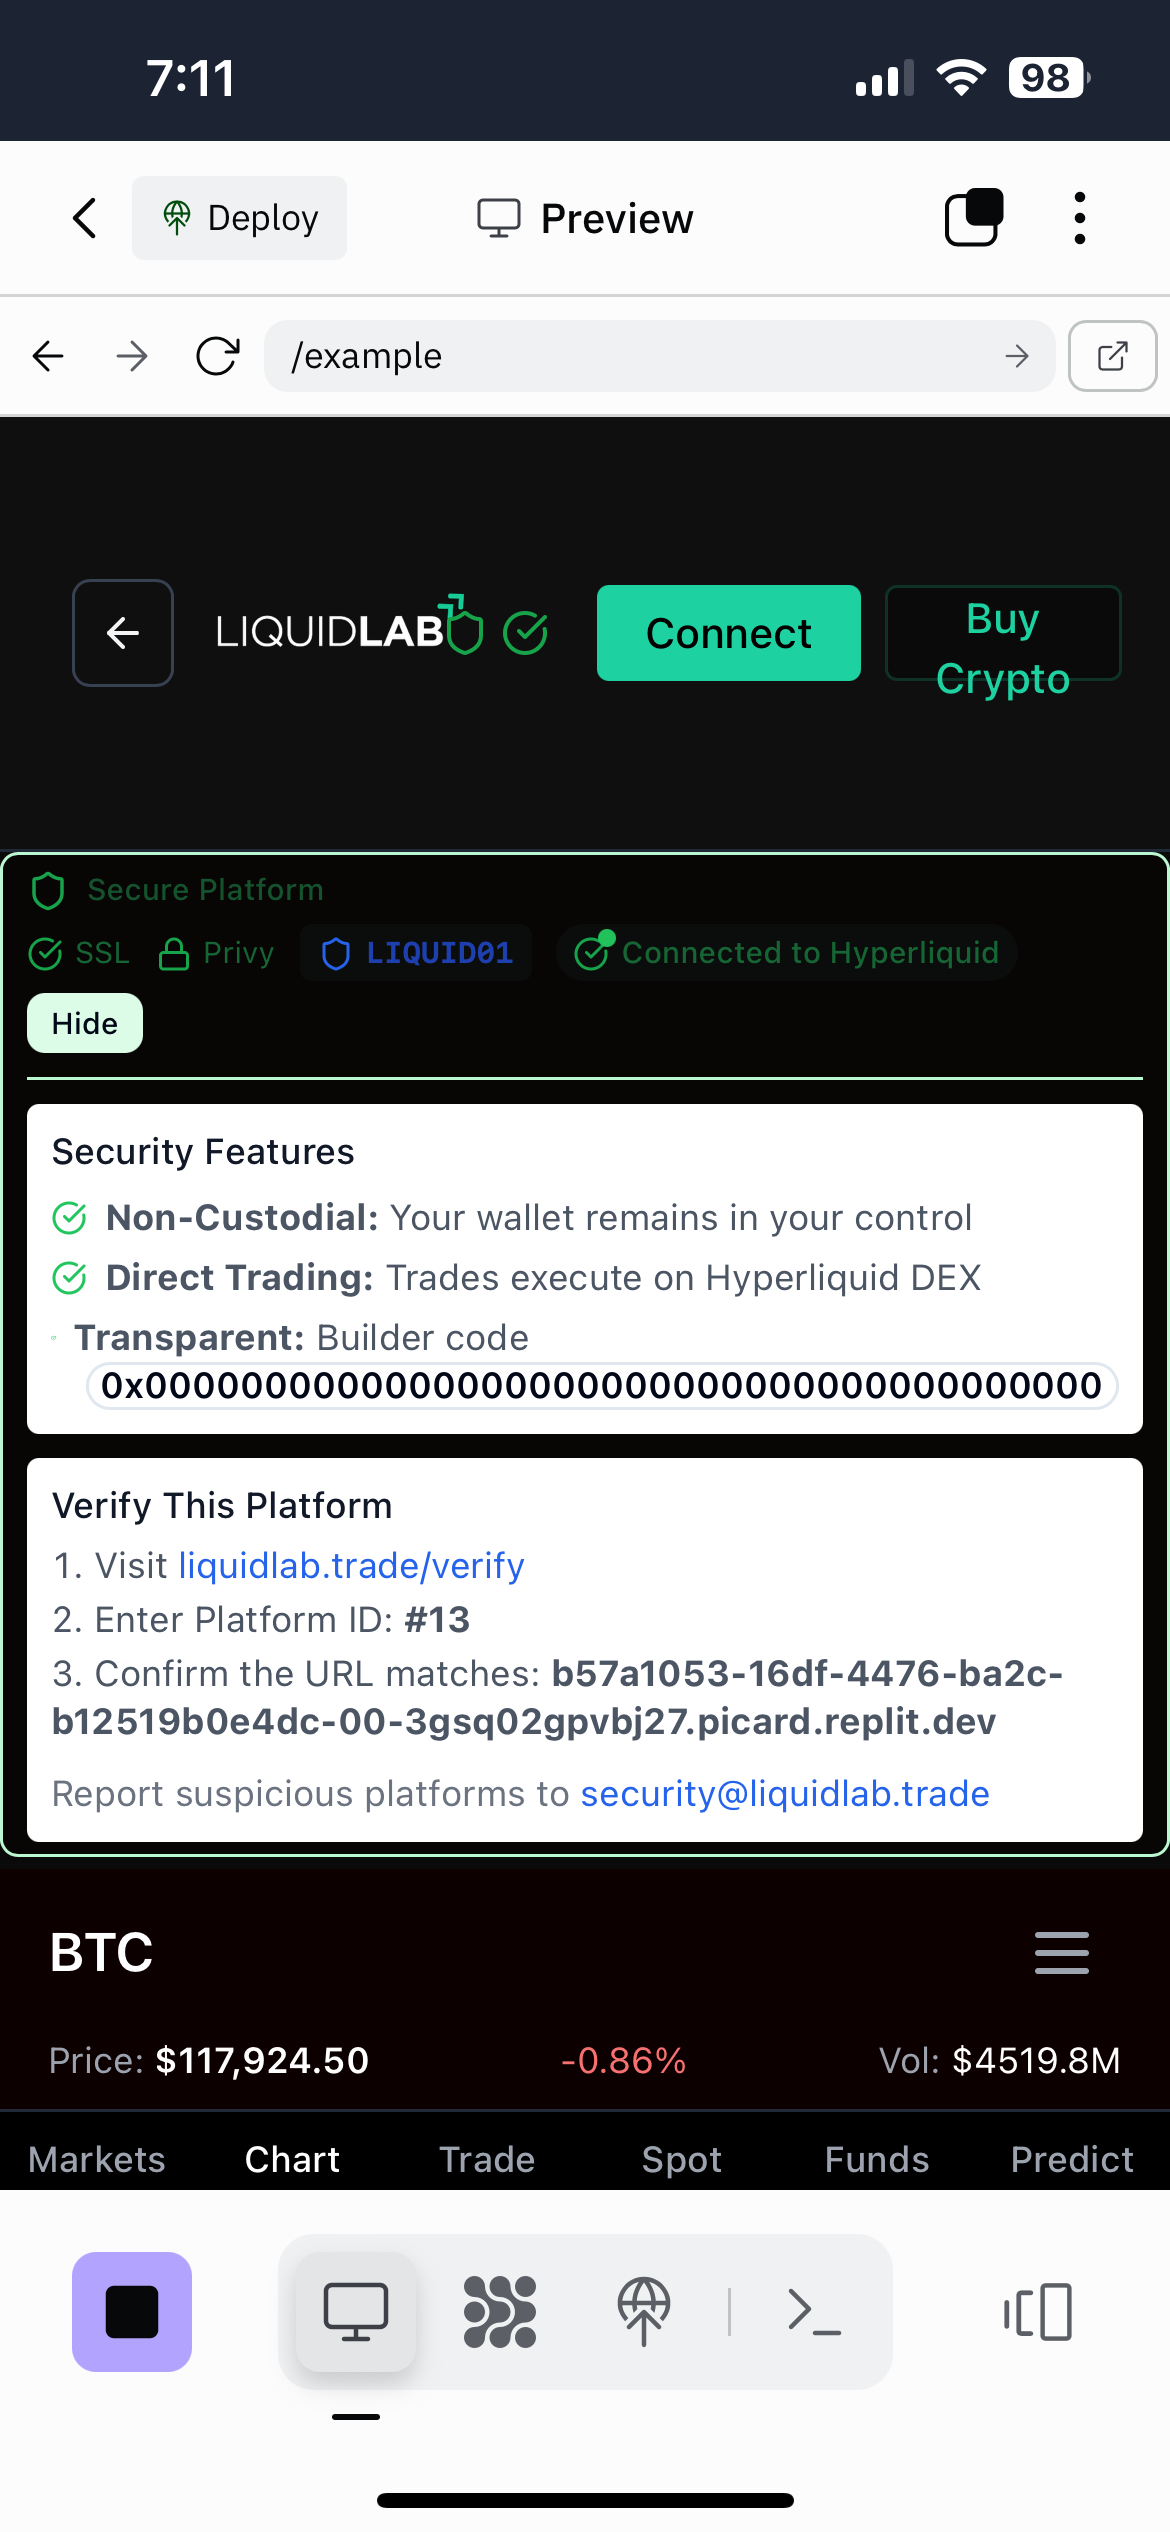 7:11
98
Deploy
Preview
/example
LIQUIDLAB
Connect
Buy
Crypto
Secure Platform
SSL Privy LIQUID01 Connected to Hyperliquid
Hide
Security Features
Non-Custodial: Your wallet remains in your control
Direct Trading: Trades execute on Hyperliquid DEX
Transparent: Builder code
0x0000000000000000000000000000000000000000
Verify This Platform
1. Visit liquidlab.trade/verify
2. Enter Platform ID: #13
3. Confirm the URL matches: b57a1053-16df-4476-ba2c-
b12519b0e4dc-00-3gsq02gpvbj27.picard.replit.dev
Report suspicious platforms to security@liquidlab.trade
BTC
Price: $117,924.50 -0.86% Vol: $4519.8M
Markets Chart Trade Spot Funds Predict